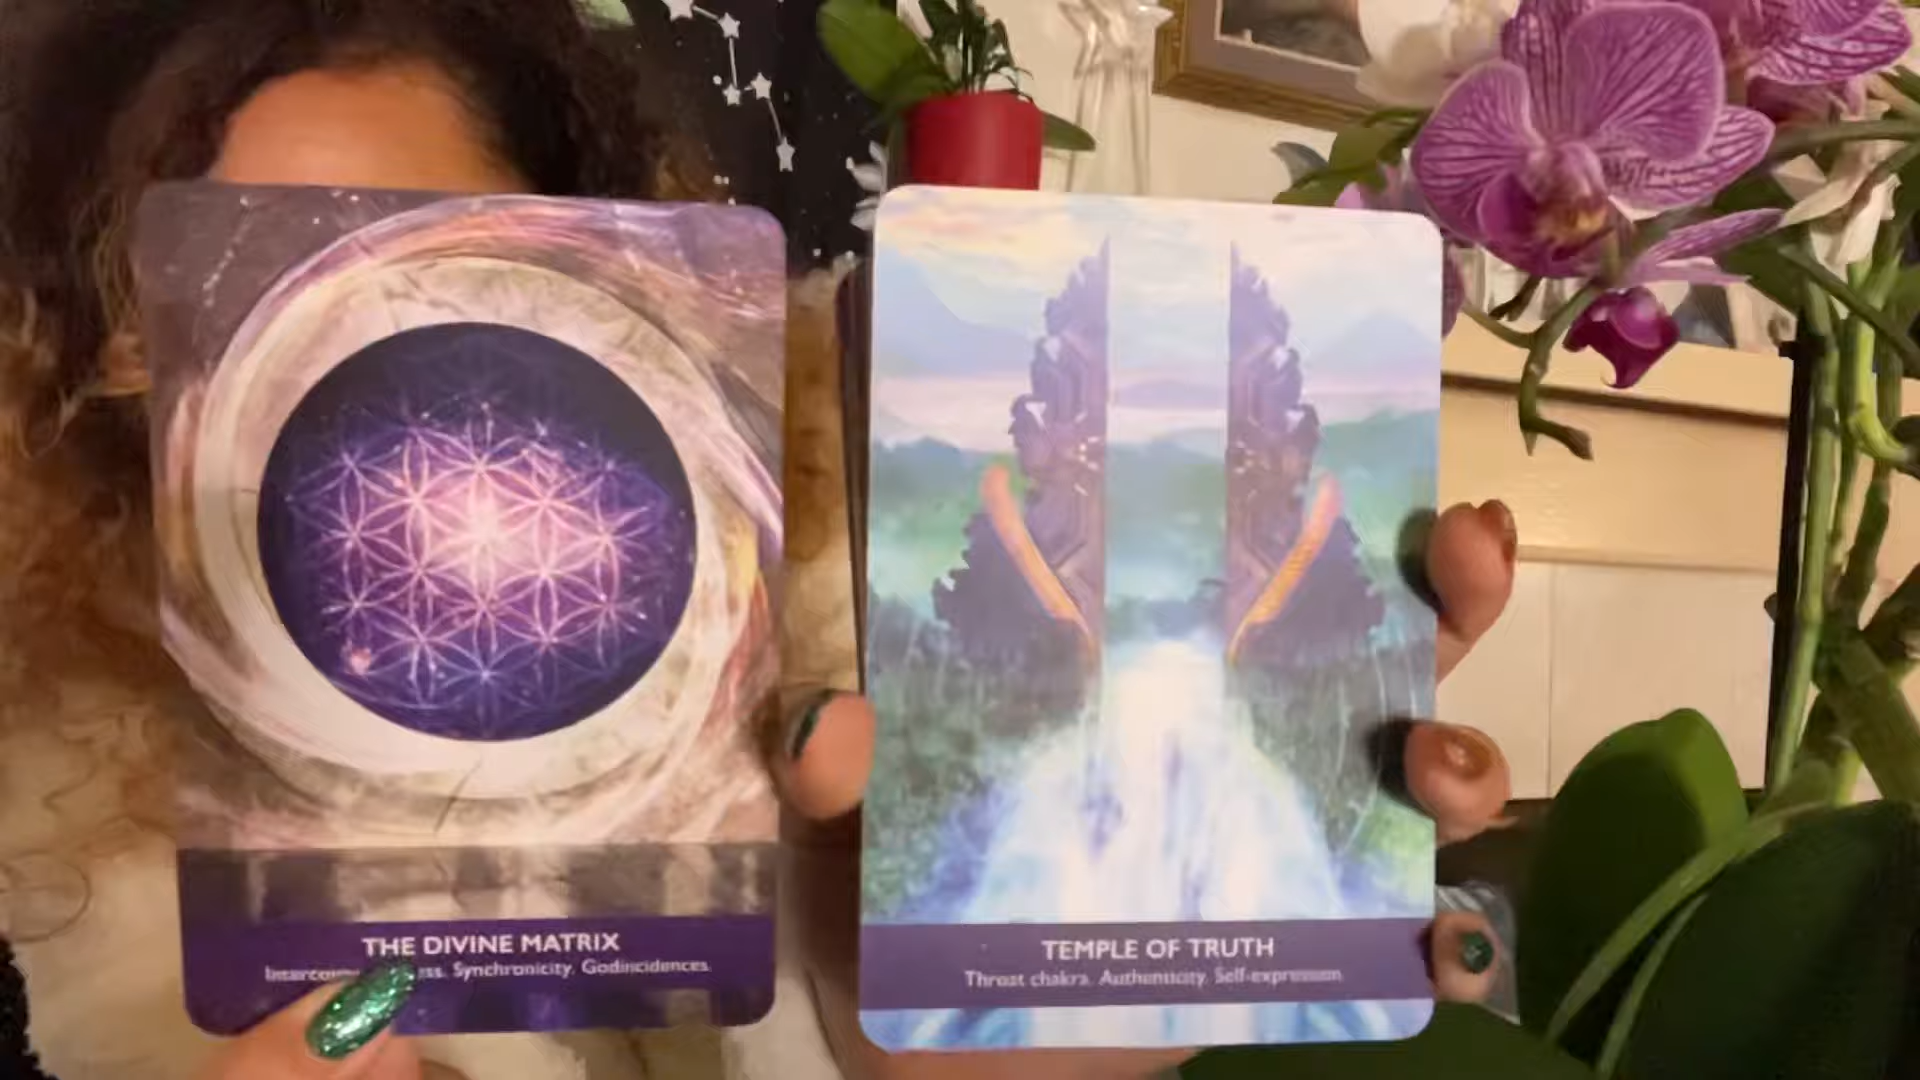 THE DIVINE MATRIX
Synchronicity. Godincidences.
TEMPLE OF TRUTH
Throat chakra. Authenticity. Self-expression